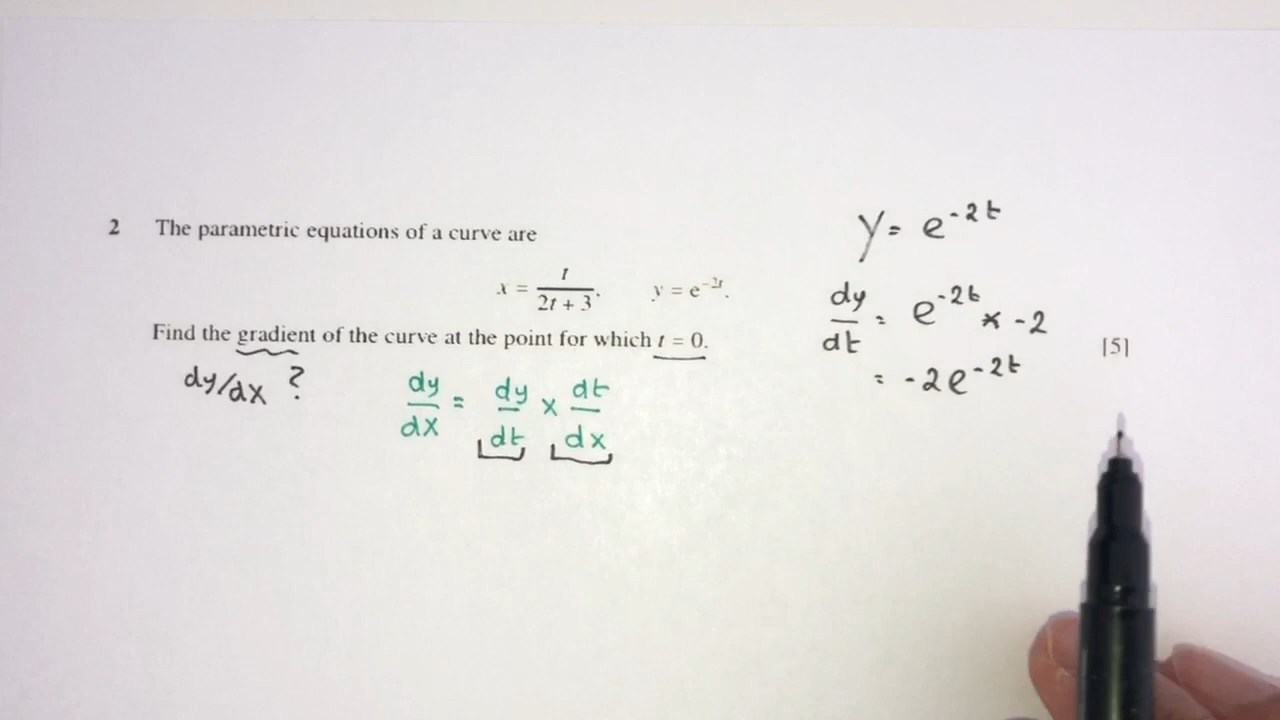 2 The parametric equations of a curve are
x = t / (2t + 3), y = e^{-2t}.
Find the gradient of the curve at the point for which t = 0.
[5]
dy/dx ?
dy/dx = dy/dt × dt/dx
y = e^{-2t}
dy/dt = e^{-2t} × -2
= -2e^{-2t}